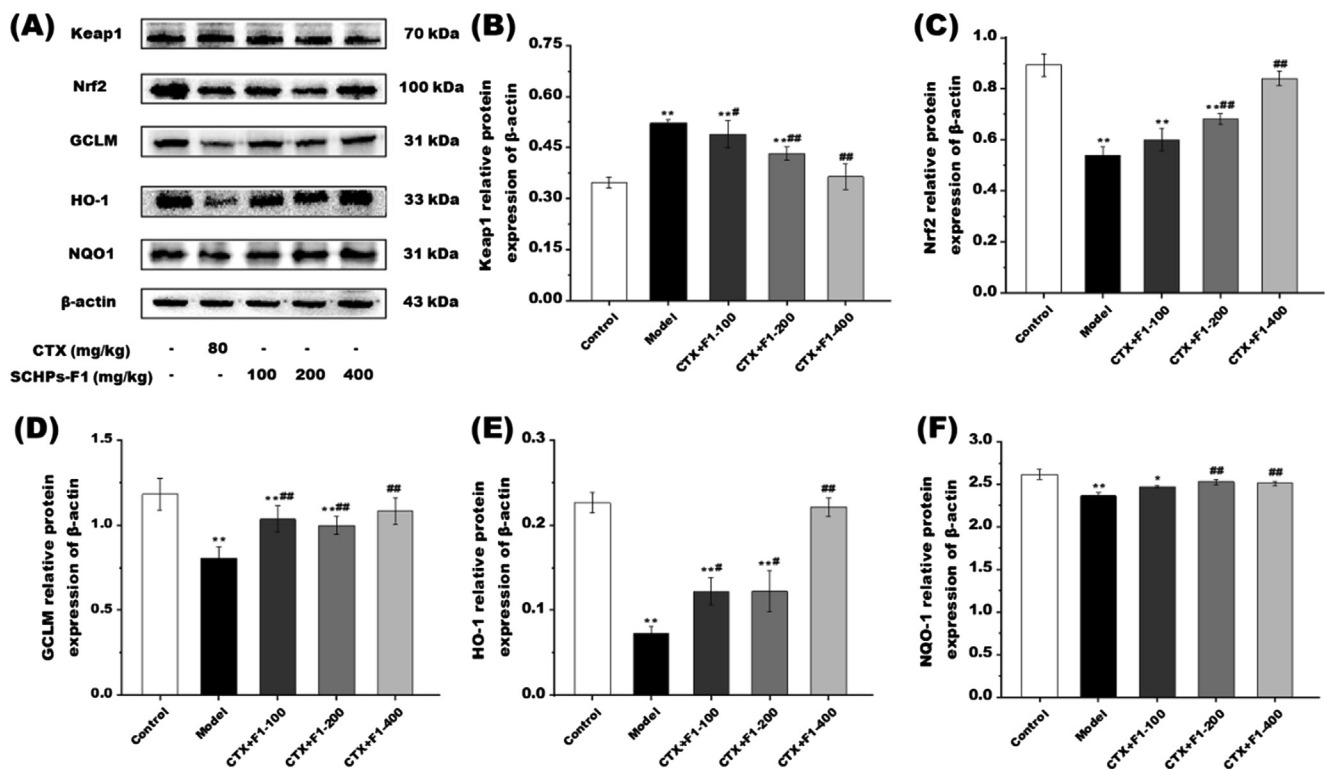 (A)
Keap1 70 kDa
Nrf2 100 kDa
GCLM 31 kDa
HO-1 33 kDa
NQO1 31 kDa
β-actin 43 kDa
CTX (mg/kg) - 80 - - -
SCHPs-F1 (mg/kg) - - 100 200 400
(B)
Keap1 relative protein
expression of β-actin
0.75
0.60
0.45
0.30
0.15
0.00
** **# **## ##
Control Model CTX+F1-100 CTX+F1-200 CTX+F1-400
(C)
Nrf2 relative protein
expression of β-actin
1.0
0.8
0.6
0.4
0.2
0.0
** ** **## ##
Control Model CTX+F1-100 CTX+F1-200 CTX+F1-400
(D)
GCLM relative protein
expression of β-actin
1.5
1.0
0.5
0.0
** **## **## ##
Control Model CTX+F1-100 CTX+F1-200 CTX+F1-400
(E)
HO-1 relative protein
expression of β-actin
0.3
0.2
0.1
0.0
** **# **# ##
Control Model CTX+F1-100 CTX+F1-200 CTX+F1-400
(F)
NQO-1 relative protein
expression of β-actin
3.0
2.5
2.0
1.5
1.0
0.5
0.0
** * ## ##
Control Model CTX+F1-100 CTX+F1-200 CTX+F1-400